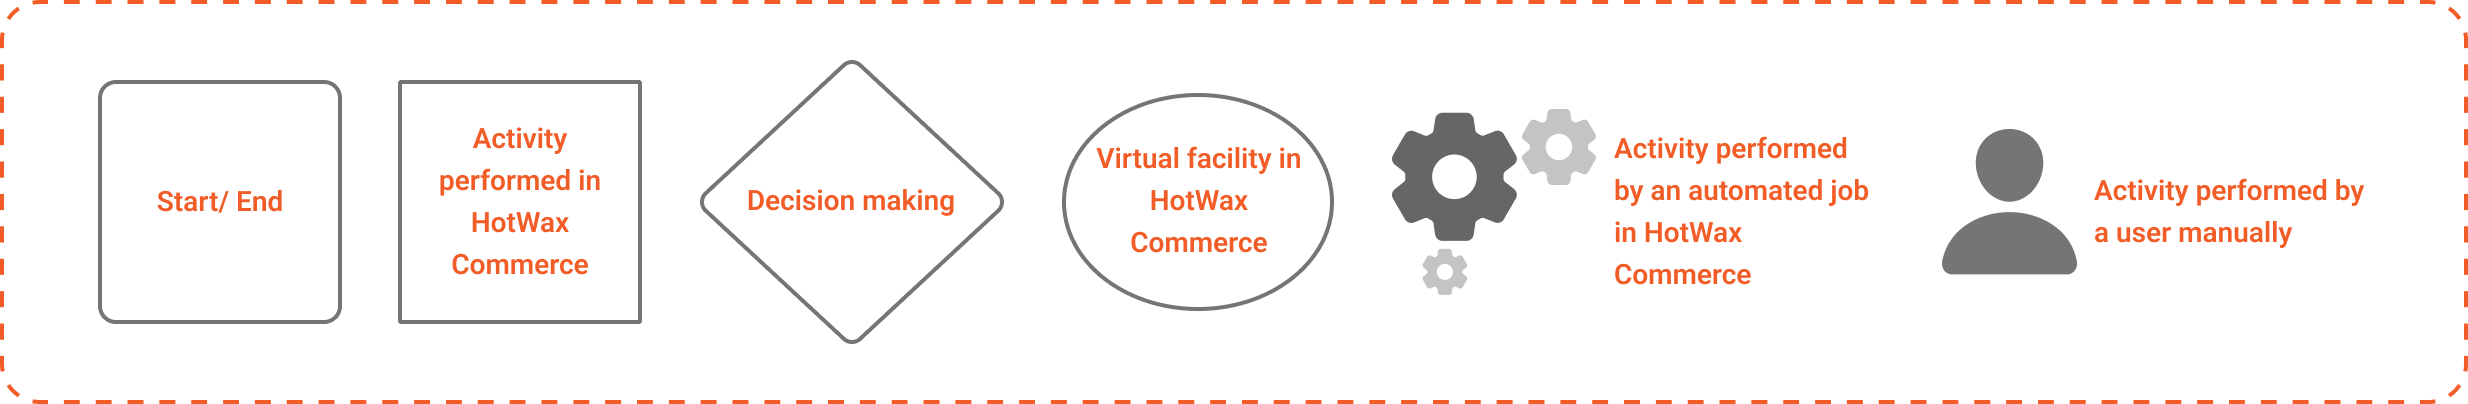 Start/ End
Activity
performed in
HotWax
Commerce
Decision making
Virtual facility in
HotWax
Commerce
Activity performed
by an automated job
in HotWax
Commerce
Activity performed by
a user manually